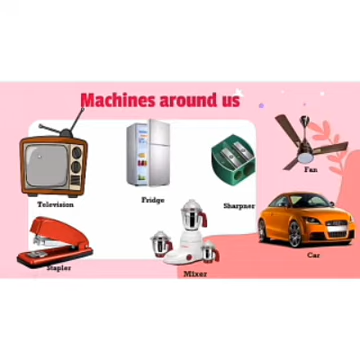 Machines around us
Television
Fridge
Sharpner
Fan
Stapler
Mixer
Car